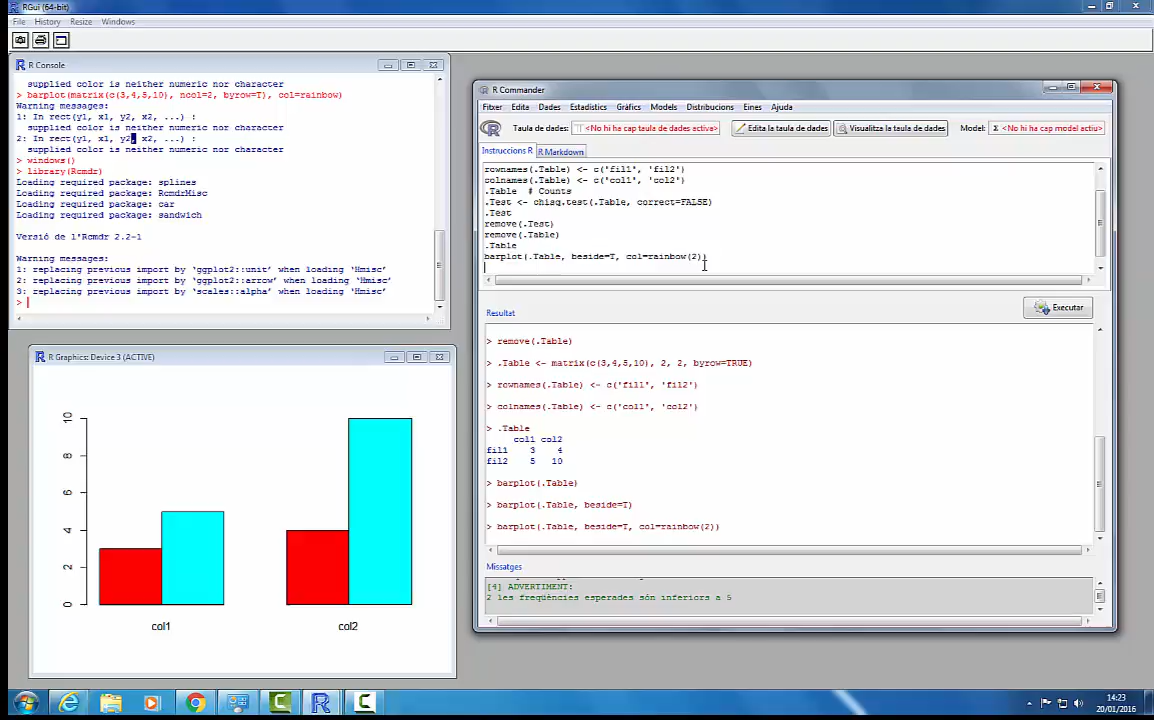 RGui (64-bit)
File History Resize Windows
R Console
supplied color is neither numeric nor character
> barplot(matrix(c(3,4,5,10), ncol=2, byrow=T), col=rainbow)
Warning messages:
1: In rect(y1, x1, y2, x2, ...) :
supplied color is neither numeric nor character
2: In rect(y1, x1, y2, x2, ...) :
supplied color is neither numeric nor character
> windows()
> library(Rcmdr)
Loading required package: splines
Loading required package: RcmdrMisc
Loading required package: car
Loading required package: sandwich
Versió de l'Rcmdr 2.2-1
Warning messages:
1: replacing previous import by ‘ggplot2::unit’ when loading ‘Hmisc’
2: replacing previous import by ‘ggplot2::arrow’ when loading ‘Hmisc’
3: replacing previous import by ‘scales::alpha’ when loading ‘Hmisc’
>
R Graphics: Device 3 (ACTIVE)
10
8
6
4
2
0
col1 col2
R Commander
Fitxer Edita Dades Estadístics Gràfics Models Distribucions Eines Ajuda
Taula de dades: <No hi ha cap taula de dades activa> Edita la taula de dades Visualitza la taula de dades Model: Σ <No hi ha cap model actiu>
Instruccions R R Markdown
rownames(.Table) <- c('fil1', 'fil2')
colnames(.Table) <- c('col1', 'col2')
.Table # Counts
.Test <- chisq.test(.Table, correct=FALSE)
.Test
remove(.Test)
remove(.Table)
.Table
barplot(.Table, beside=T, col=rainbow(2))
Executar
Resultat
> remove(.Table)
> .Table <- matrix(c(3,4,5,10), 2, 2, byrow=TRUE)
> rownames(.Table) <- c('fil1', 'fil2')
> colnames(.Table) <- c('col1', 'col2')
> .Table
col1 col2
fil1 3 4
fil2 5 10
> barplot(.Table)
> barplot(.Table, beside=T)
> barplot(.Table, beside=T, col=rainbow(2))
Missatges
[4] ADVERTIMENT:
2 les freqüències esperades són inferiors a 5
14:23
20/01/2016